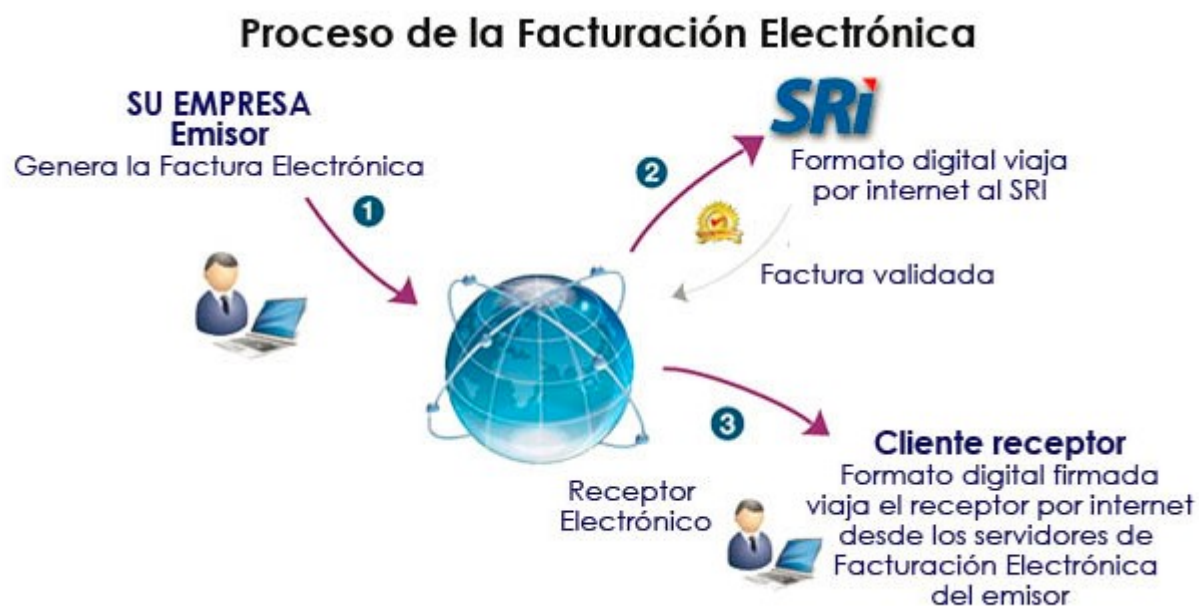 Proceso de la Facturación Electrónica
SU EMPRESA
Emisor
Genera la Factura Electrónica
1
2
SRi
Formato digital viaja
por internet al SRI
Factura validada
3
Receptor
Electrónico
Cliente receptor
Formato digital firmada
viaja el receptor por internet
desde los servidores de
Facturación Electrónica
del emisor